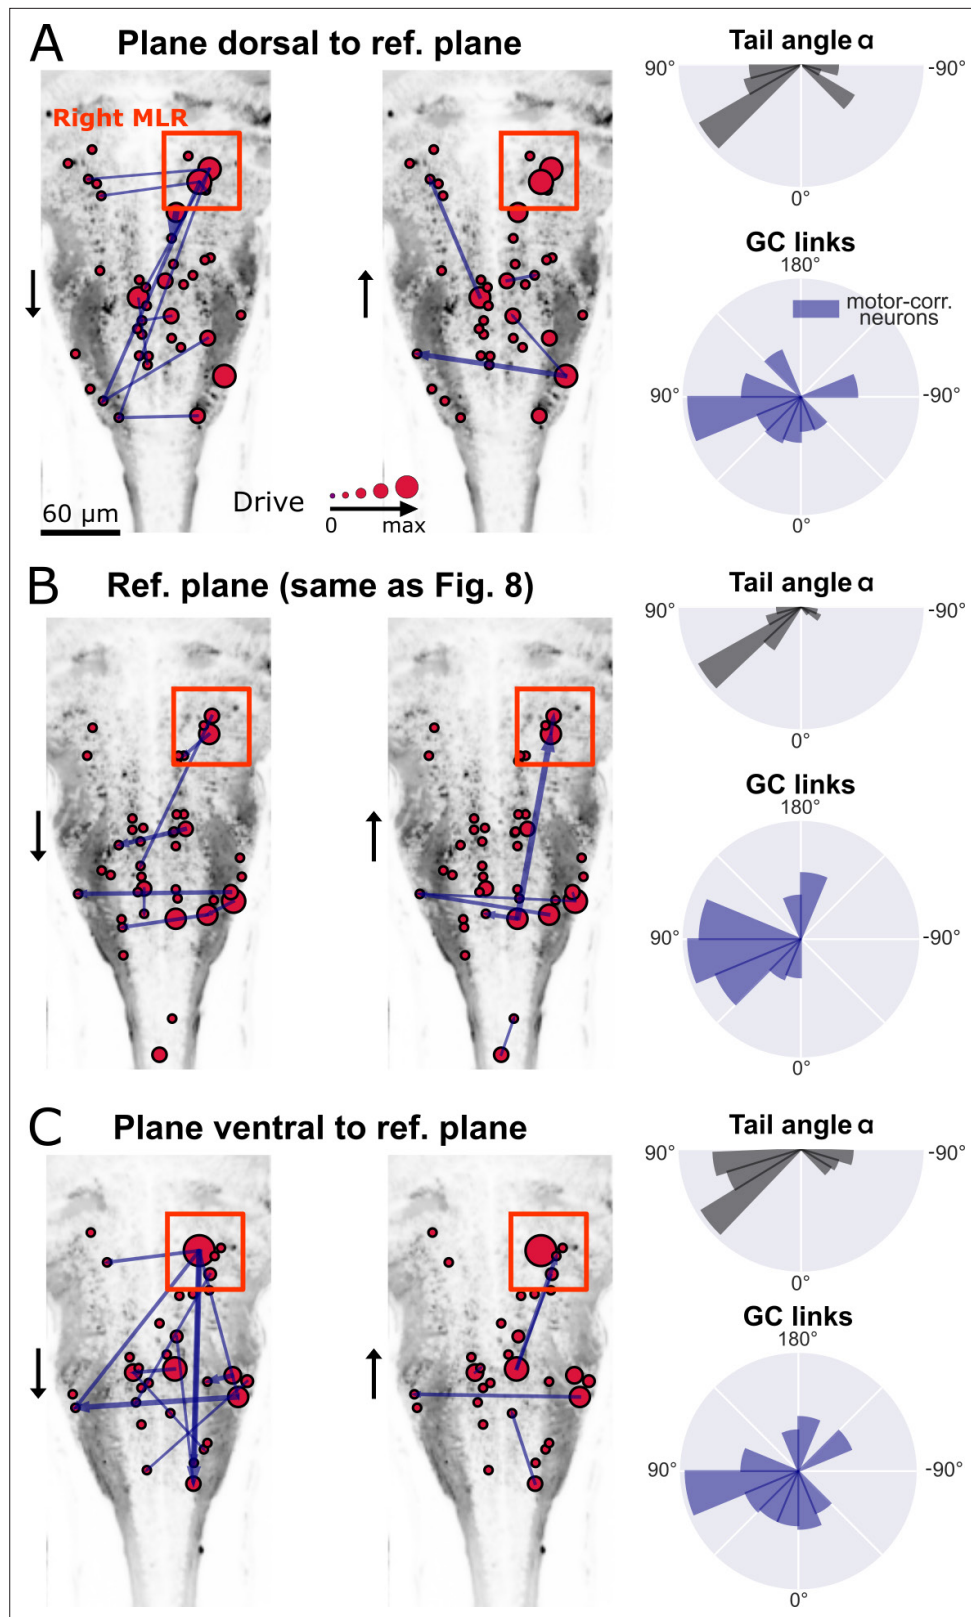 A
Plane dorsal to ref. plane
Right MLR
Tail angle α
90°
-90°
0°
GC links
180°
motor-corr.
neurons
90°
-90°
0°
Drive
0
max
60 µm
B
Ref. plane (same as Fig. 8)
Tail angle α
90°
-90°
0°
GC links
180°
90°
-90°
0°
C
Plane ventral to ref. plane
Tail angle α
90°
-90°
0°
GC links
180°
90°
-90°
0°